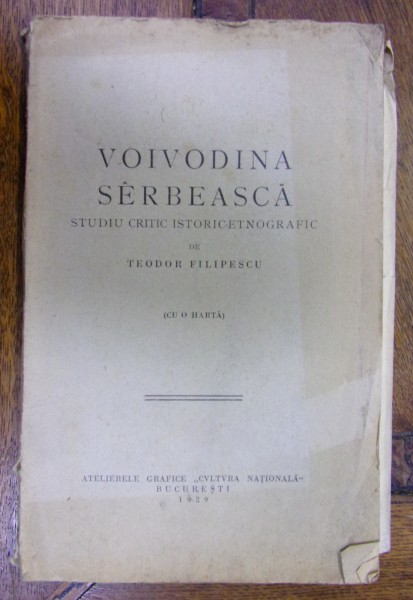 VOIVODINA
SÊRBEASCĂ
STUDIU CRITIC ISTORIC-ETNOGRAFIC
DE
TEODOR FILIPESCU
(CU O HARTĂ)
ATELIERELE GRAFICE „CVLTVRA NAȚIONALĂ“
BUCUREȘTI
1929